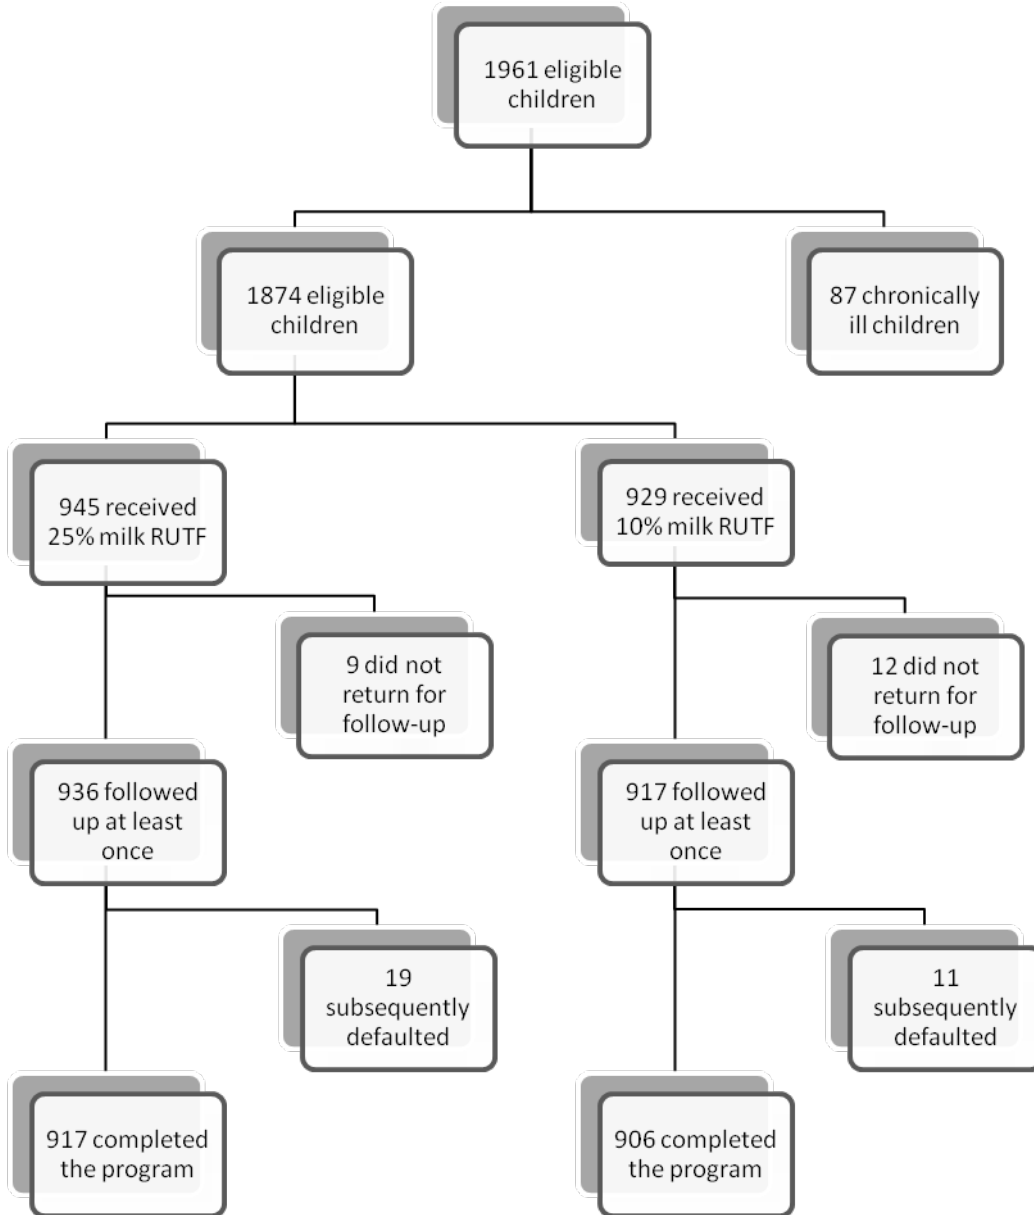 1961 eligible
children
1874 eligible
children
87 chronically
ill children
945 received
25% milk RUTF
929 received
10% milk RUTF
9 did not
return for
follow-up
12 did not
return for
follow-up
936 followed
up at least
once
917 followed
up at least
once
19
subsequently
defaulted
11
subsequently
defaulted
917 completed
the program
906 completed
the program